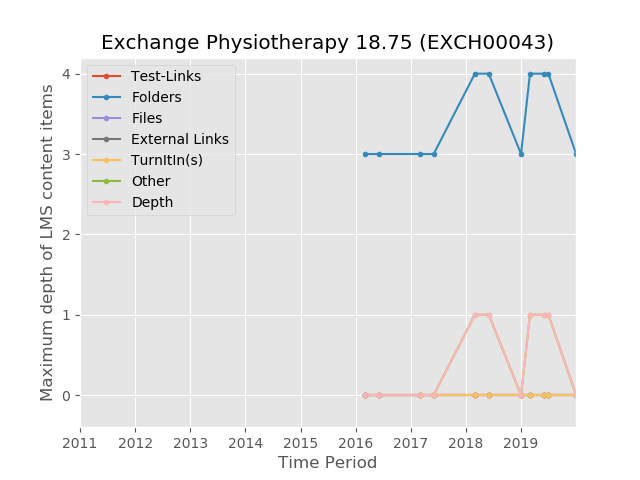 Exchange Physiotherapy 18.75 (EXCH00043)
Maximum depth of LMS content items
4
3
2
1
0
Test-Links
Folders
Files
External Links
TurnItIn(s)
Other
Depth
2011 2012 2013 2014 2015 2016 2017 2018 2019
Time Period